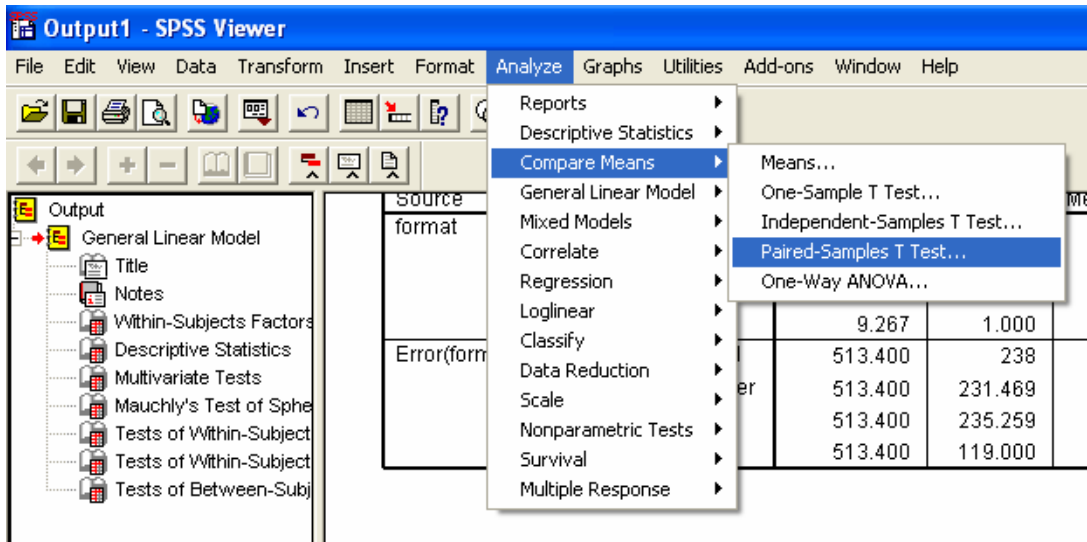 Output1 - SPSS Viewer
File Edit View Data Transform Insert Format Analyze Graphs Utilities Add-ons Window Help
Reports
Descriptive Statistics
Compare Means
General Linear Model
Mixed Models
Correlate
Regression
Loglinear
Classify
Data Reduction
Scale
Nonparametric Tests
Survival
Multiple Response
Means...
One-Sample T Test...
Independent-Samples T Test...
Paired-Samples T Test...
One-Way ANOVA...
Output
General Linear Model
Title
Notes
Within-Subjects Factors
Descriptive Statistics
Multivariate Tests
Mauchly's Test of Sphe
Tests of Within-Subject
Tests of Within-Subject
Tests of Between-Subj
Source
format
9.267 1.000
Error(form 513.400 238
er 513.400 231.469
513.400 235.259
513.400 119.000